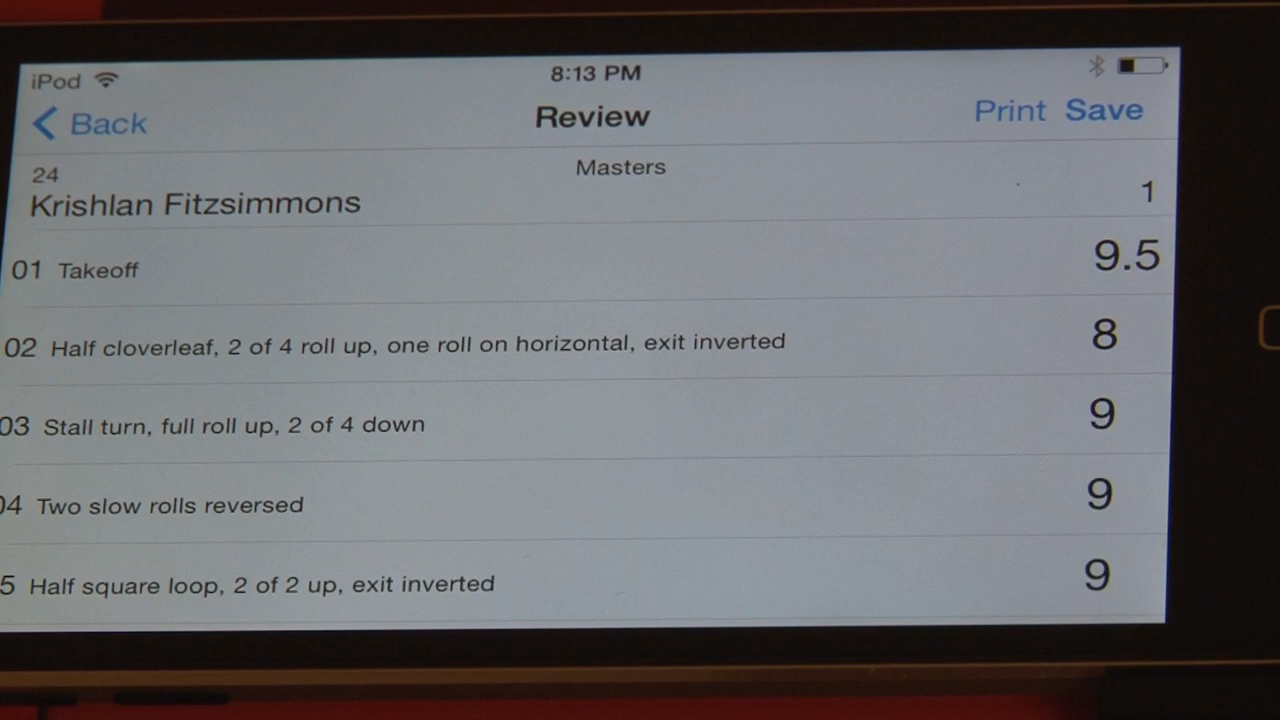 iPod 8:13 PM
Back Review Print Save
24 Masters
Krishlan Fitzsimmons 1
01 Takeoff 9.5
02 Half cloverleaf, 2 of 4 roll up, one roll on horizontal, exit inverted 8
03 Stall turn, full roll up, 2 of 4 down 9
04 Two slow rolls reversed 9
5 Half square loop, 2 of 2 up, exit inverted 9